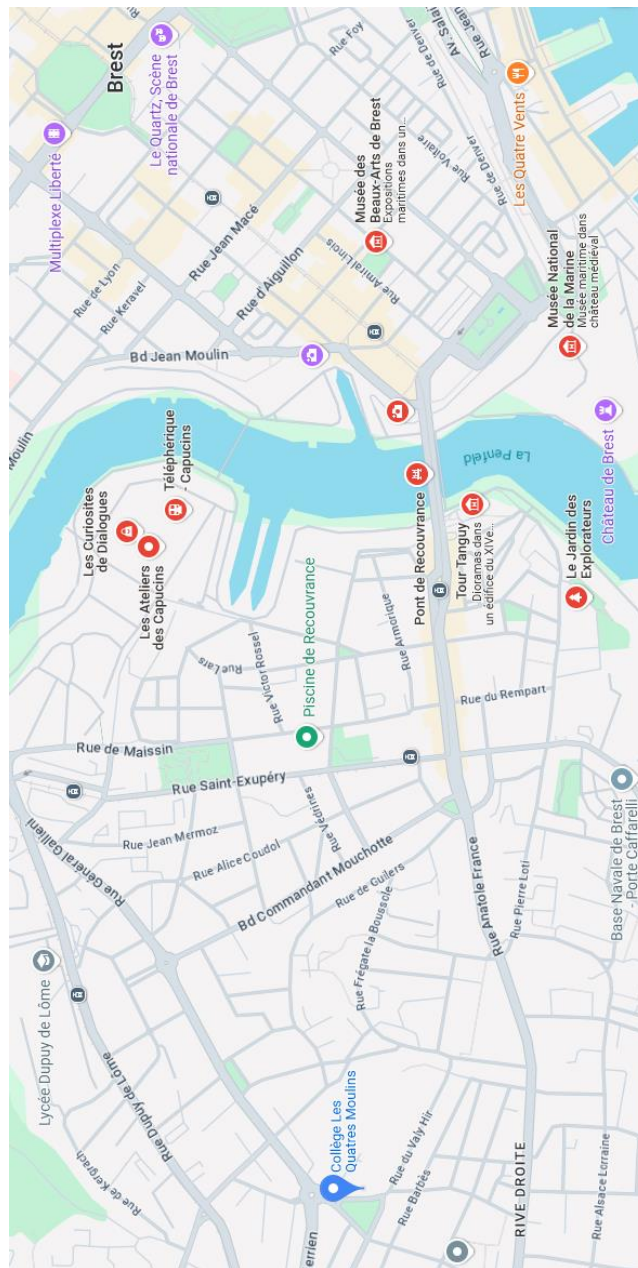 Lycée Dupuy de Lôme
Rue de Kergrach
Rue Dupuy de Lôme
Rue Général Gallieni
errien
Collège Les
Quatres Moulins
Rue du Valy Hir
Rue Barbès
RIVE DROITE
Rue Alsace Lorraine
Rue Jean Mermoz
Rue Alice Coudol
Bd Commandant Mouchotte
Rue Védrines
Rue de Guilers
Rue Frégate la Boussole
Rue Anatole France
Rue Pierre Loti
Base Navale de Brest
- Porte Caffarelli
Rue de Maissin
Rue Saint-Exupéry
Piscine de Recouvrance
Rue Lars
Rue Victor Rossel
Rue Armorique
Rue du Rempart
Les Curiosites
de Dialogues
Les Ateliers
des Capucins
Téléphérique
- Capucins
Pont de Recouvrance
Tour Tanguy
Dioramas dans
un édifice du XIVe...
Le Jardin des
Explorateurs
La Penfeld
Château de Brest
Moulin
Bd Jean Moulin
Rue de Lyon
Rue Keravel
Rue Jean Macé
Rue d'Aiguillon
Rue Amiral Linois
Musée des
Beaux-Arts de Brest
Expositions
maritimes dans un...
Musée National
de la Marine
Musée maritime dans
château médiéval
Multiplexe Liberté
Le Quartz, Scène
nationale de Brest
Brest
Rue Foy
Rue Voltaire
Rue de Denver
Rue de Denver
Av. Salaü
Rue Jean
Les Quatre Vents